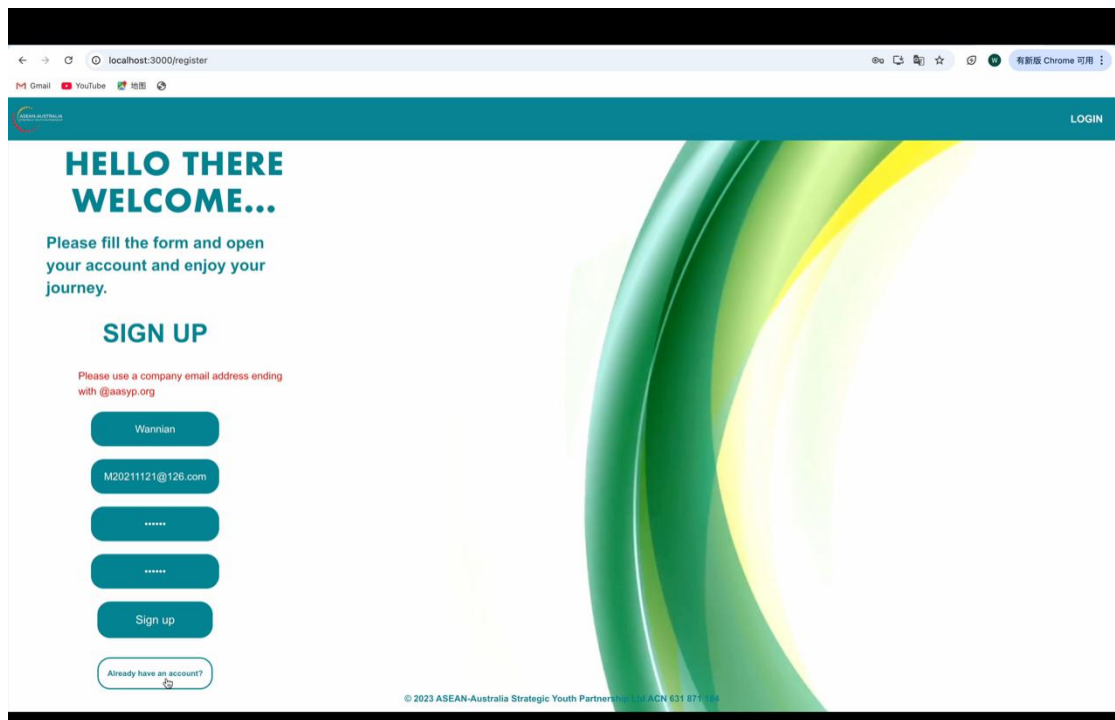 localhost:3000/register
有新版 Chrome 可用
Gmail YouTube 地图
ASEAN-AUSTRALIA
LOGIN
HELLO THERE
WELCOME...
Please fill the form and open
your account and enjoy your
journey.
SIGN UP
Please use a company email address ending
with @aasyp.org
Wannian
M20211121@126.com
••••••
••••••
Sign up
Already have an account?
© 2023 ASEAN-Australia Strategic Youth Partnership Ltd ACN 631 871 184